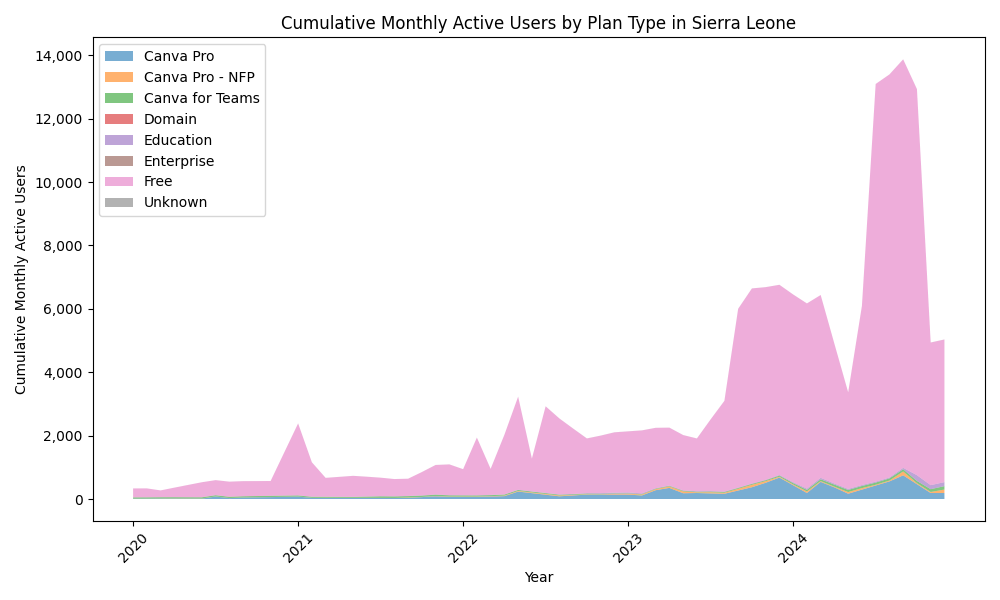 Cumulative Monthly Active Users by Plan Type in Sierra Leone
Canva Pro
Canva Pro - NFP
Canva for Teams
Domain
Education
Enterprise
Free
Unknown
14,000
12,000
10,000
8,000
6,000
4,000
2,000
0
Cumulative Monthly Active Users
2020
2021
2022
2023
2024
Year